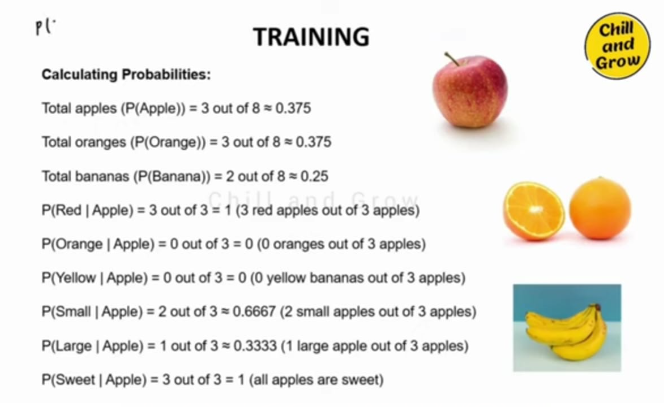 P(
TRAINING
Chill
and
Grow
Calculating Probabilities:
Total apples (P(Apple)) = 3 out of 8 ≈ 0.375
Total oranges (P(Orange)) = 3 out of 8 ≈ 0.375
Total bananas (P(Banana)) = 2 out of 8 ≈ 0.25
Chill and Grow
P(Red | Apple) = 3 out of 3 = 1 (3 red apples out of 3 apples)
P(Orange | Apple) = 0 out of 3 = 0 (0 oranges out of 3 apples)
P(Yellow | Apple) = 0 out of 3 = 0 (0 yellow bananas out of 3 apples)
P(Small | Apple) = 2 out of 3 ≈ 0.6667 (2 small apples out of 3 apples)
P(Large | Apple) = 1 out of 3 ≈ 0.3333 (1 large apple out of 3 apples)
P(Sweet | Apple) = 3 out of 3 = 1 (all apples are sweet)